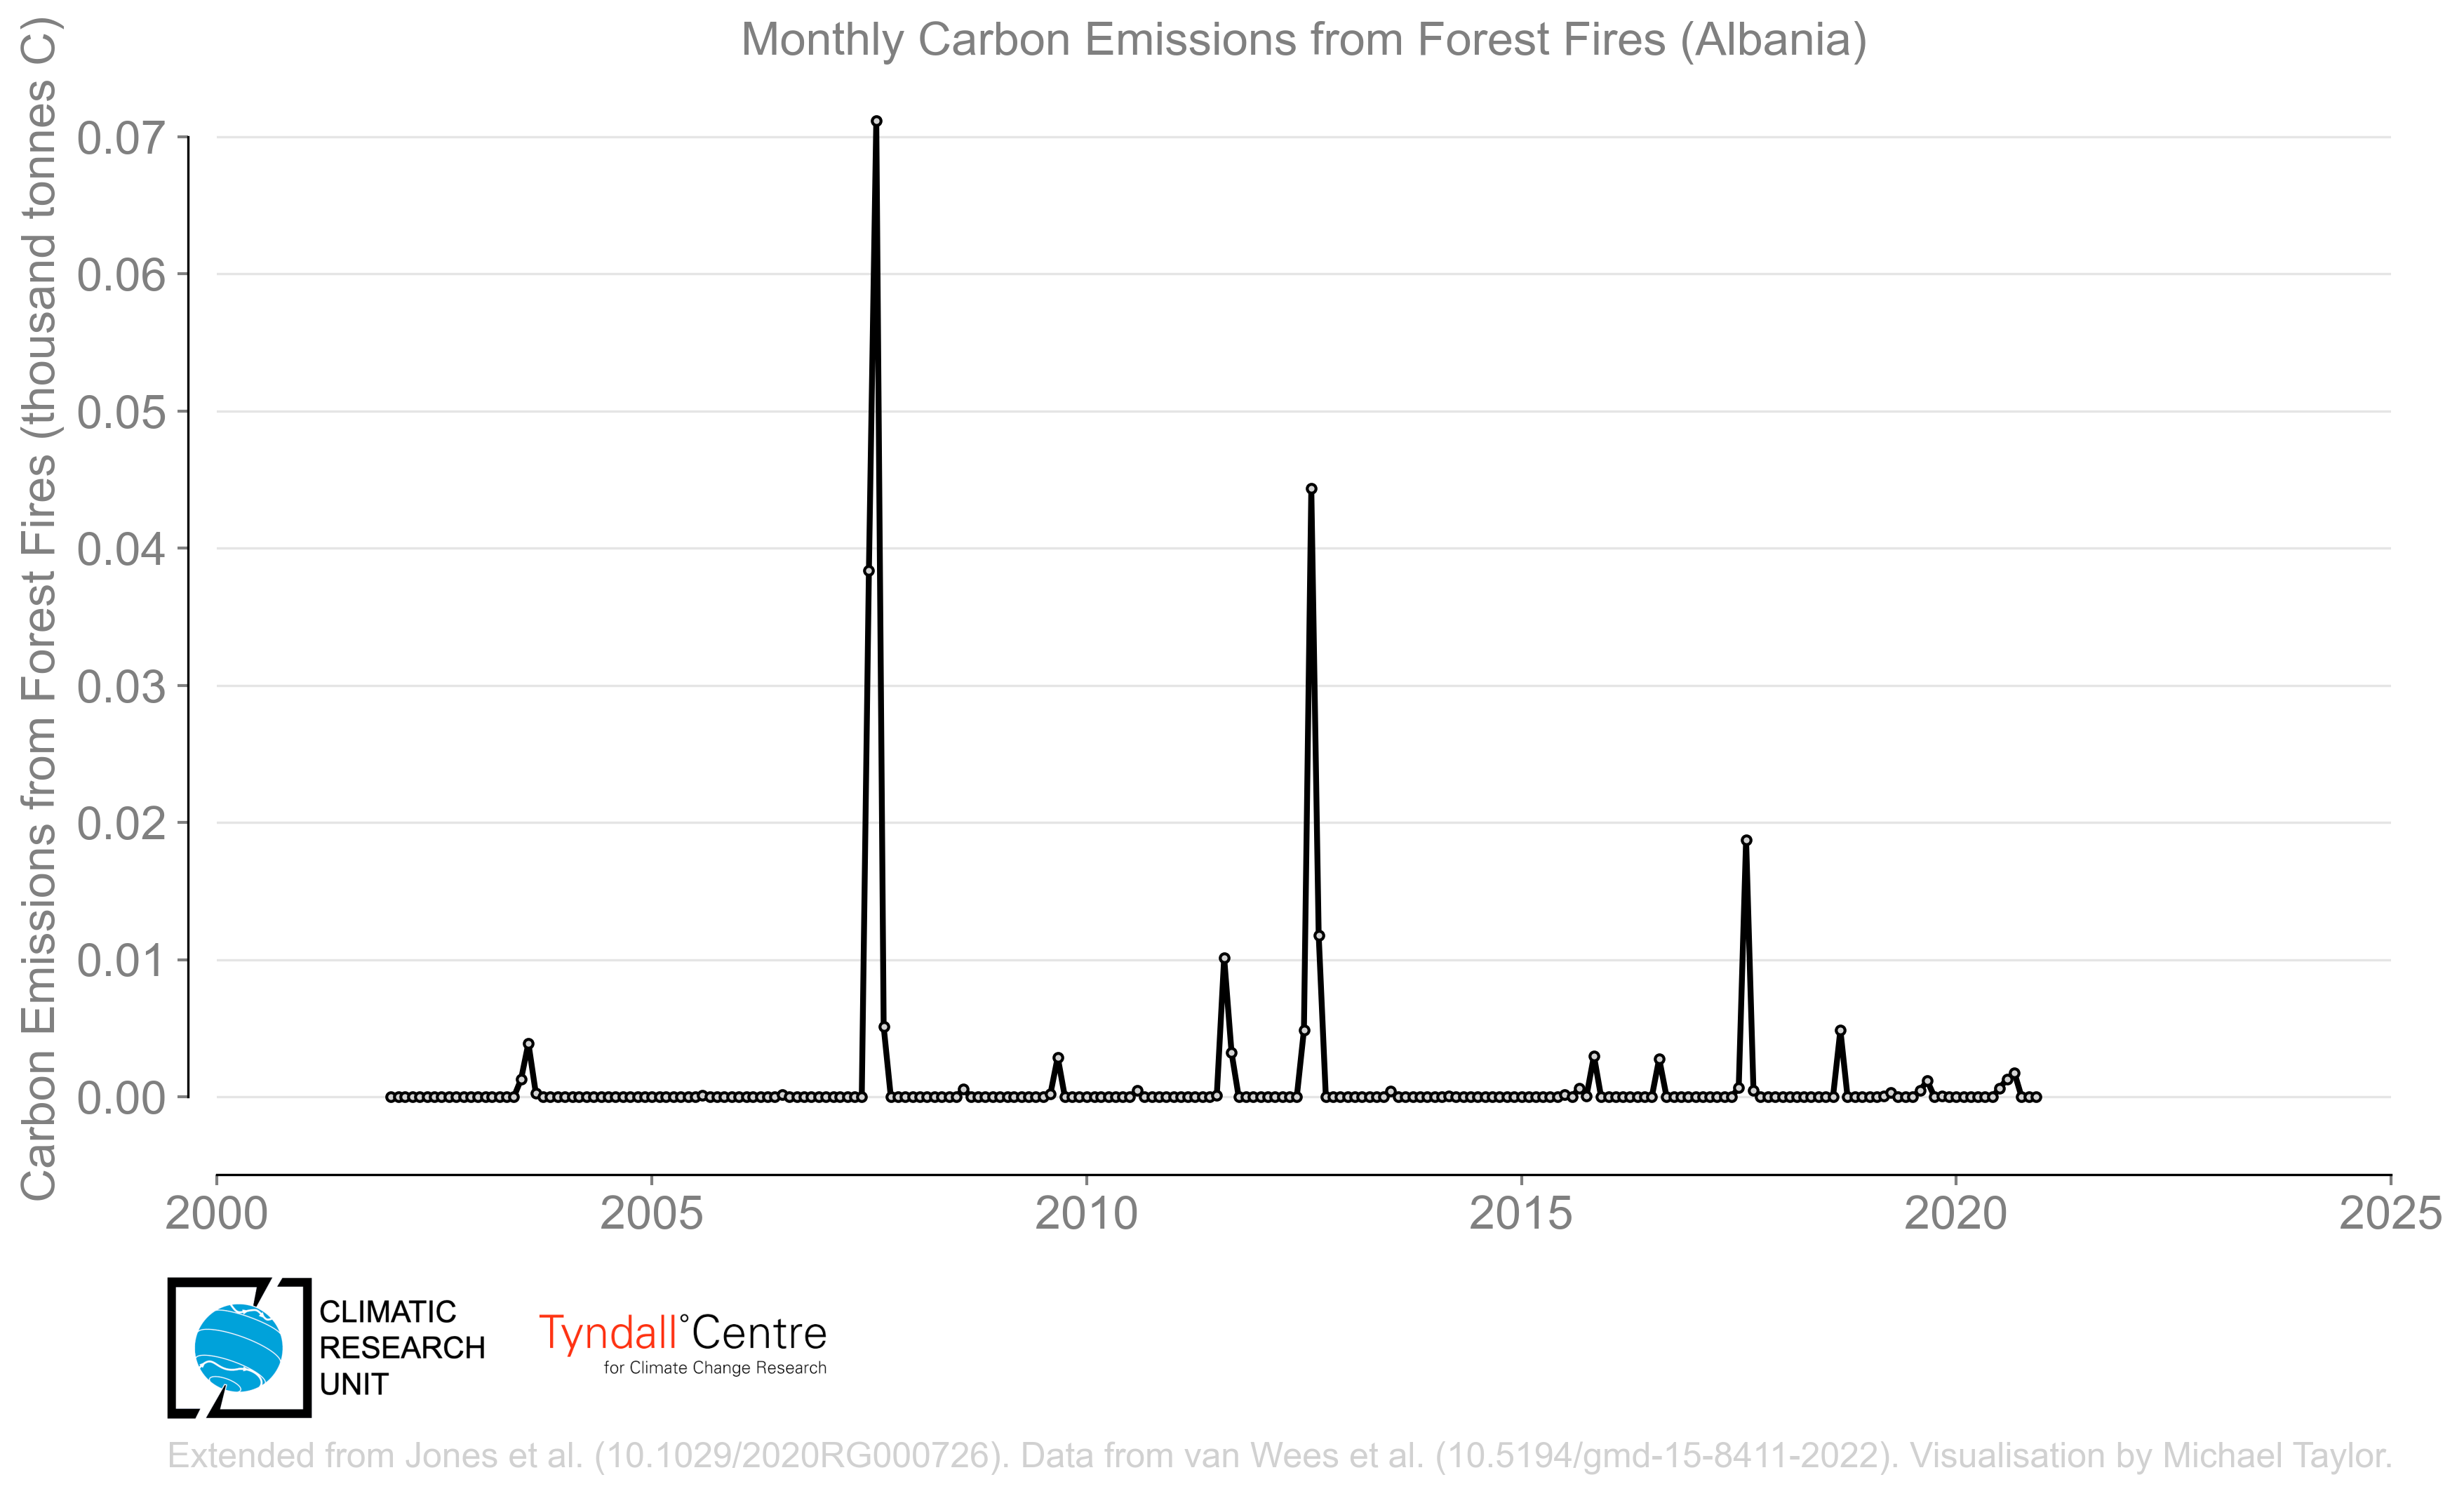 Monthly Carbon Emissions from Forest Fires (Albania)
Carbon Emissions from Forest Fires (thousand tonnes C)
0.07
0.06
0.05
0.04
0.03
0.02
0.01
0.00
2000 2005 2010 2015 2020 2025
CLIMATIC
RESEARCH
UNIT
Tyndall°Centre
for Climate Change Research
Extended from Jones et al. (10.1029/2020RG000726). Data from van Wees et al. (10.5194/gmd-15-8411-2022). Visualisation by Michael Taylor.